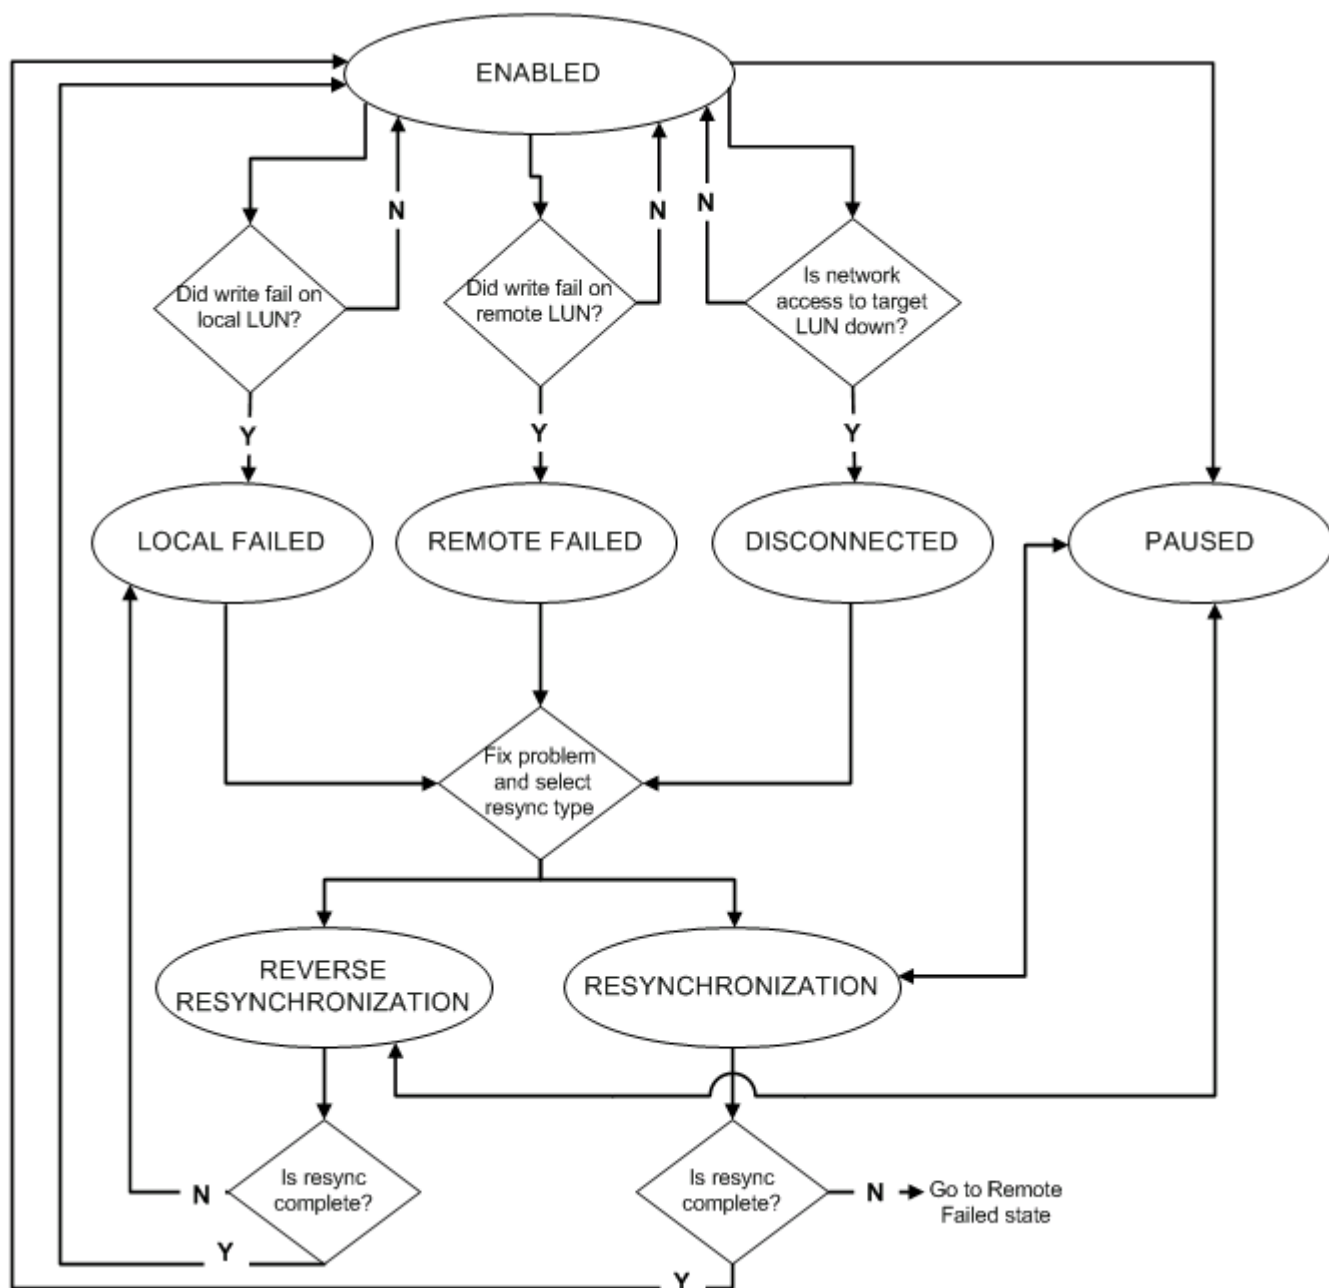 ENABLED
N
N
N
Did write fail on
local LUN?
Did write fail on
remote LUN?
Is network
access to target
LUN down?
Y
Y
Y
LOCAL FAILED
REMOTE FAILED
DISCONNECTED
PAUSED
Fix problem
and select
resync type
REVERSE
RESYNCHRONIZATION
RESYNCHRONIZATION
Is resync
complete?
N
Y
Is resync
complete?
N
Go to Remote
Failed state
Y